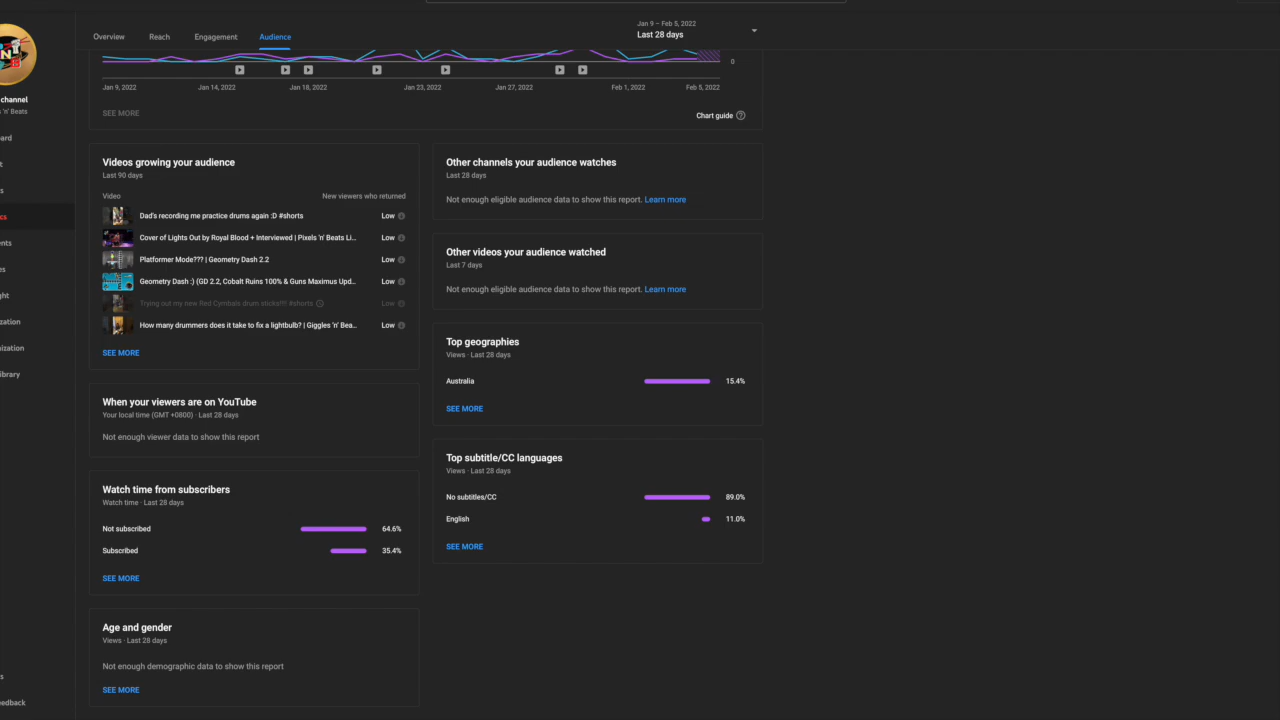 Jan 9 – Feb 5, 2022
Last 28 days
Overview
Reach
Engagement
Audience
0
Jan 9, 2022
Jan 14, 2022
Jan 18, 2022
Jan 23, 2022
Jan 27, 2022
Feb 1, 2022
Feb 5, 2022
SEE MORE
Chart guide
channel
s 'n' Beats
ard
t
s
cs
ents
es
ght
zation
ization
ibrary
s
eedback
Videos growing your audience
Last 90 days
Video
New viewers who returned
Dad's recording me practice drums again :D #shorts Low
Cover of Lights Out by Royal Blood + Interviewed | Pixels 'n' Beats Li... Low
Platformer Mode??? | Geometry Dash 2.2 Low
Geometry Dash :) (GD 2.2, Cobalt Ruins 100% & Guns Maximus Upd... Low
Trying out my new Red Cymbals drum sticks!!!! #shorts Low
How many drummers does it take to fix a lightbulb? | Giggles 'n' Bea... Low
SEE MORE
When your viewers are on YouTube
Your local time (GMT +0800) · Last 28 days
Not enough viewer data to show this report
Watch time from subscribers
Watch time · Last 28 days
Not subscribed 64.6%
Subscribed 35.4%
SEE MORE
Age and gender
Views · Last 28 days
Not enough demographic data to show this report
SEE MORE
Other channels your audience watches
Last 28 days
Not enough eligible audience data to show this report. Learn more
Other videos your audience watched
Last 7 days
Not enough eligible audience data to show this report. Learn more
Top geographies
Views · Last 28 days
Australia 15.4%
SEE MORE
Top subtitle/CC languages
Views · Last 28 days
No subtitles/CC 89.0%
English 11.0%
SEE MORE